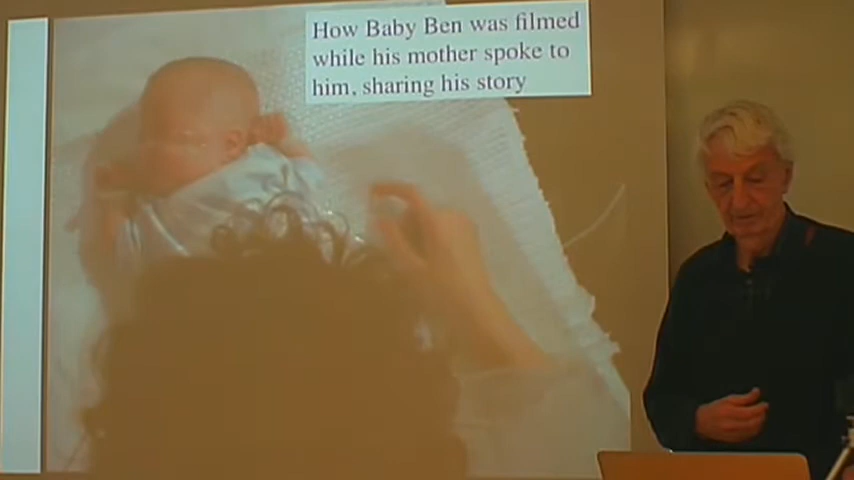 How Baby Ben was filmed
while his mother spoke to
him, sharing his story